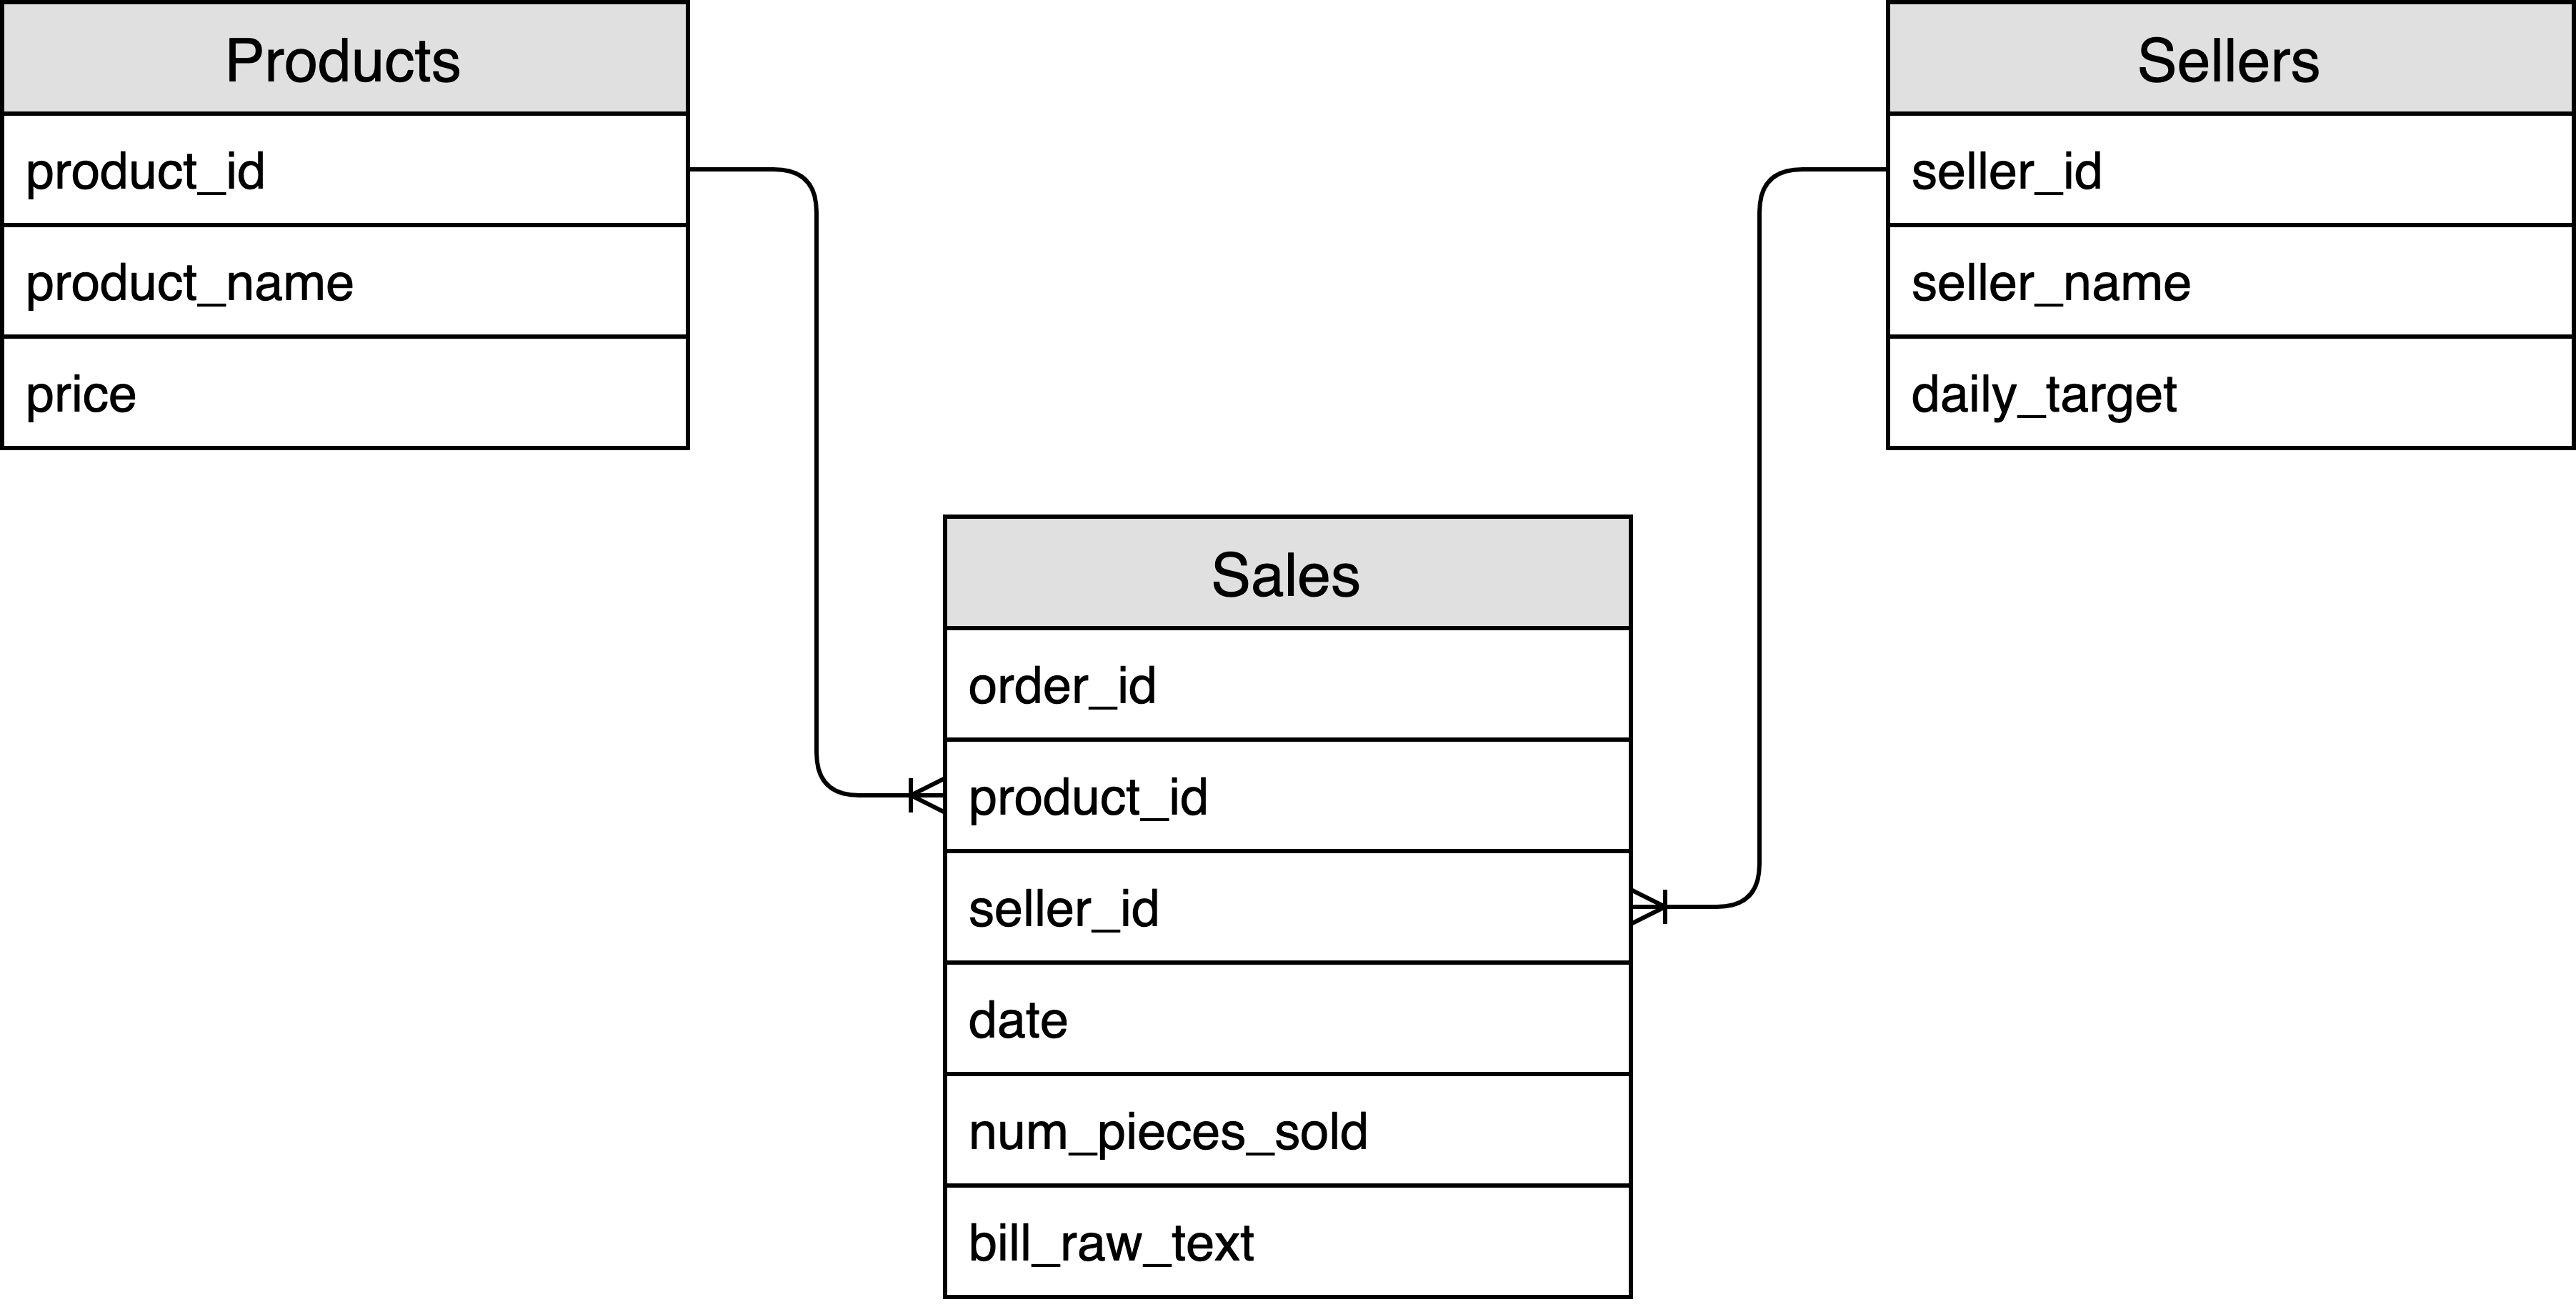 Products
product_id
product_name
price
Sellers
seller_id
seller_name
daily_target
Sales
order_id
product_id
seller_id
date
num_pieces_sold
bill_raw_text